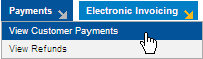 Payments Electronic Invoicing
View Customer Payments
View Refunds